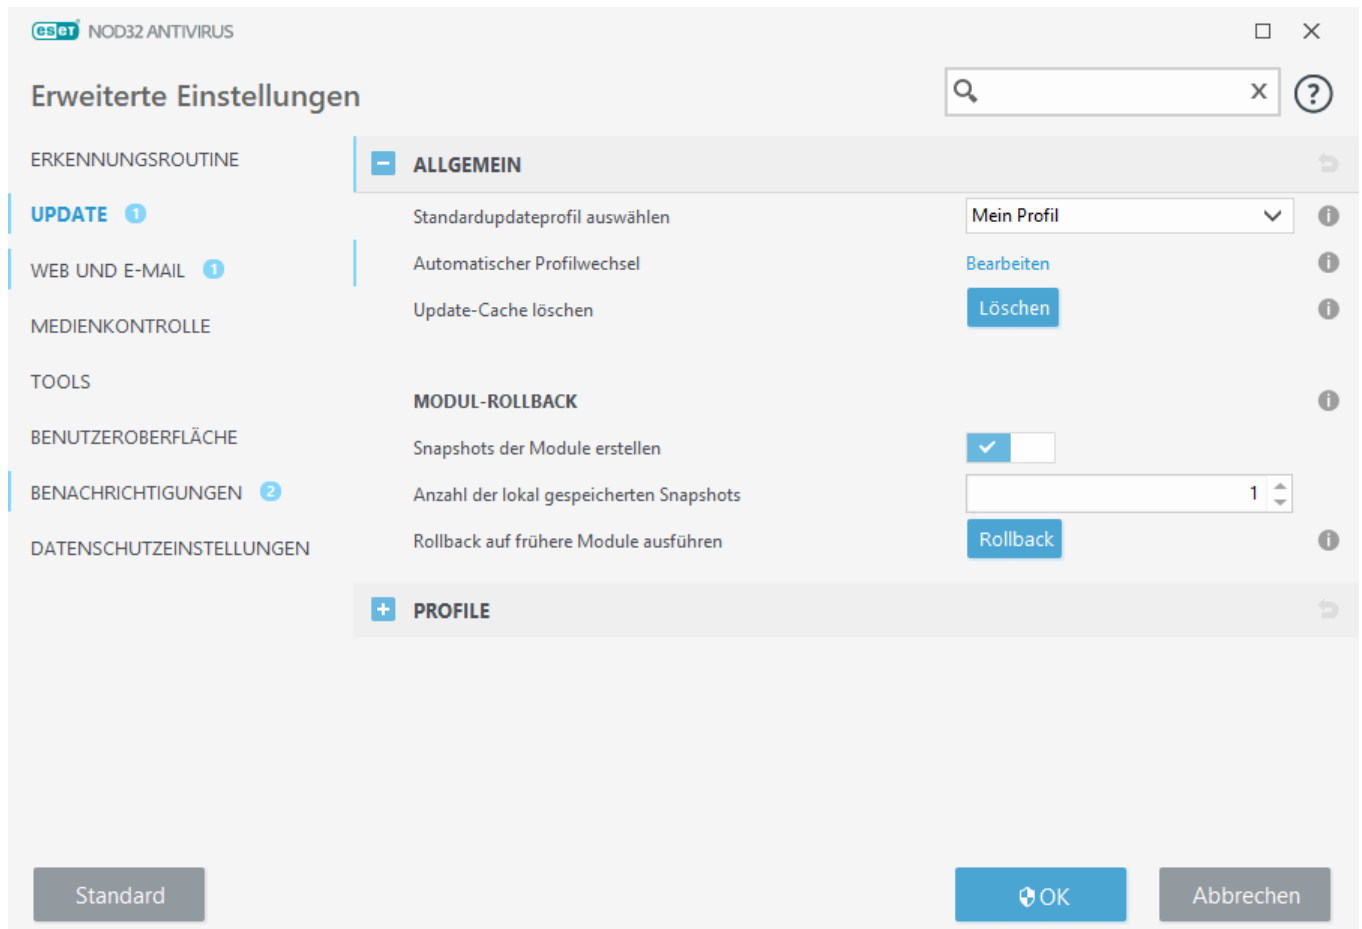 eset NOD32 ANTIVIRUS
Erweiterte Einstellungen
x ?
ERKENNUNGSROUTINE
UPDATE 1
WEB UND E-MAIL 1
MEDIENKONTROLLE
TOOLS
BENUTZEROBERFLÄCHE
BENACHRICHTIGUNGEN 2
DATENSCHUTZEINSTELLUNGEN
ALLGEMEIN
Standardupdateprofil auswählen Mein Profil
Automatischer Profilwechsel Bearbeiten
Update-Cache löschen Löschen
MODUL-ROLLBACK
Snapshots der Module erstellen
Anzahl der lokal gespeicherten Snapshots 1
Rollback auf frühere Module ausführen Rollback
PROFILE
Standard OK Abbrechen